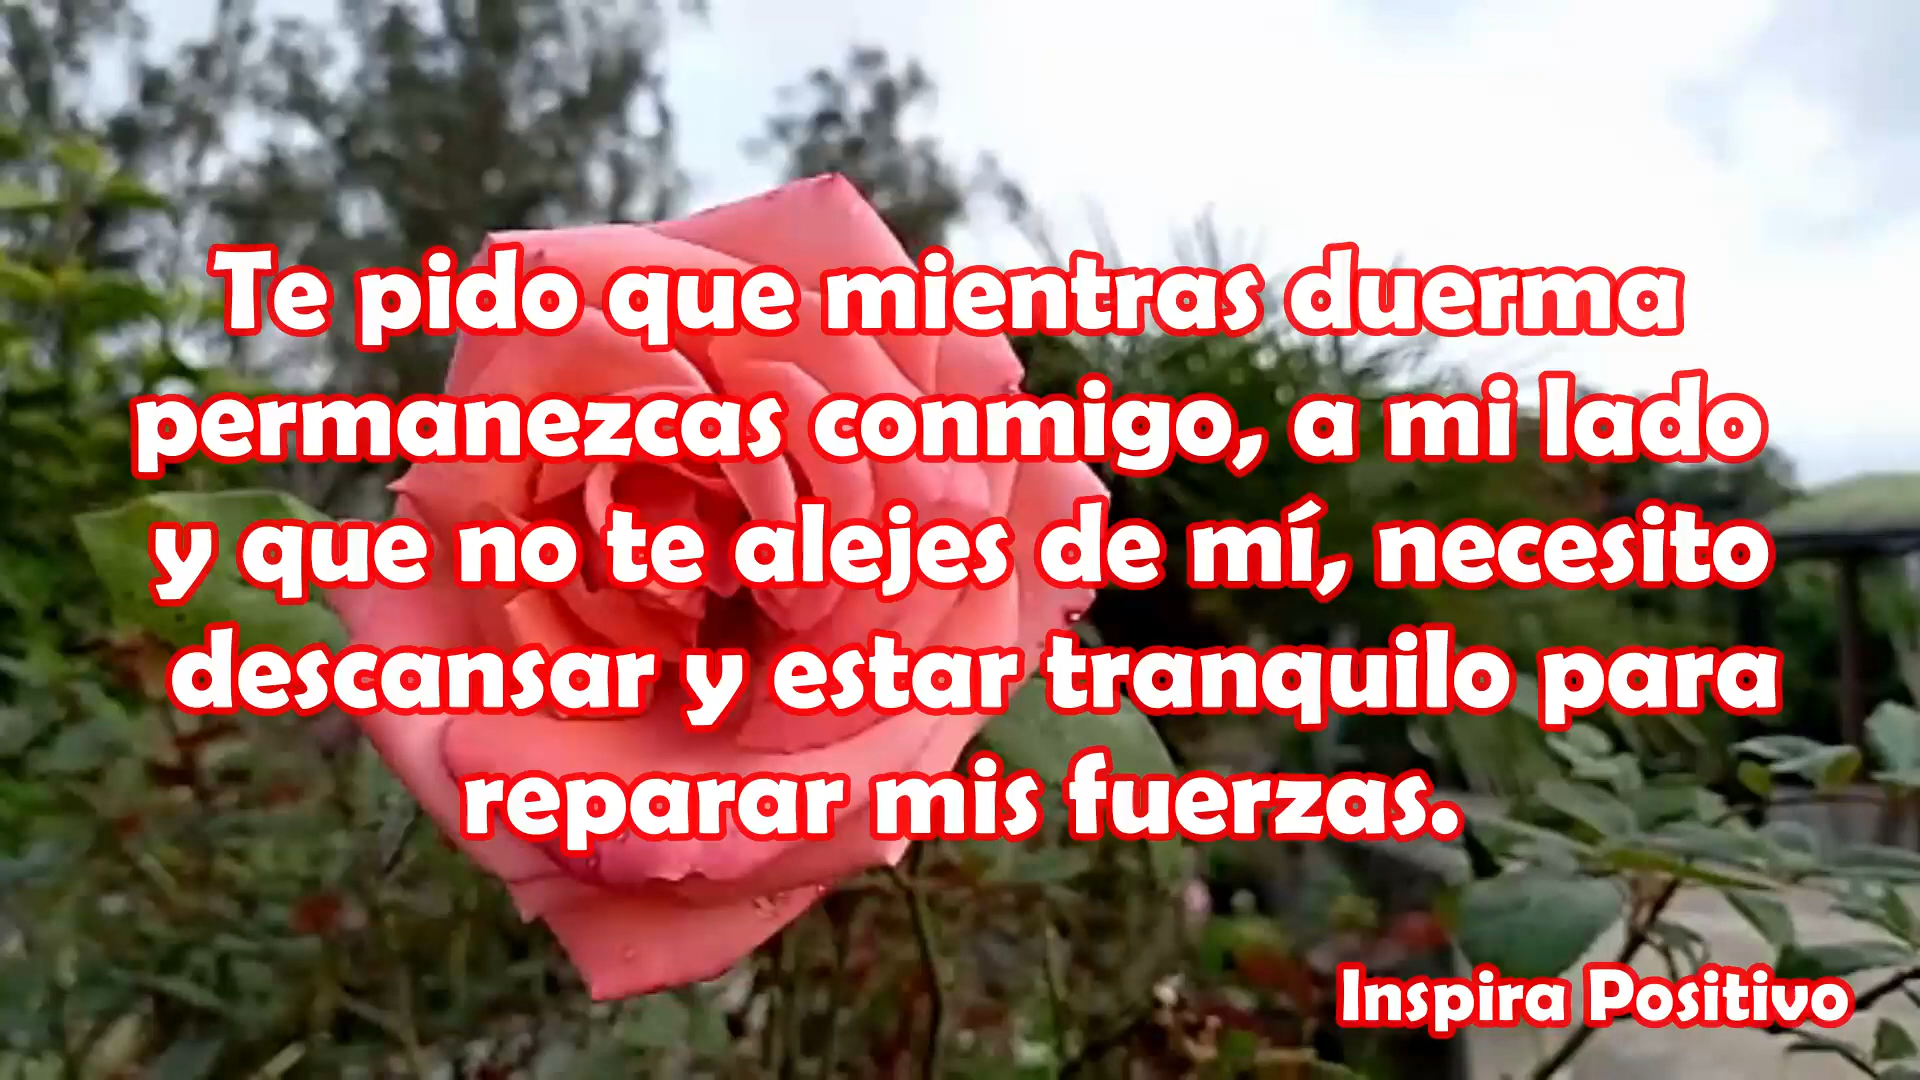 Te pido que mientras duerma
permanezcas conmigo, a mi lado
y que no te alejes de mí, necesito
descansar y estar tranquilo para
reparar mis fuerzas.
Inspira Positivo